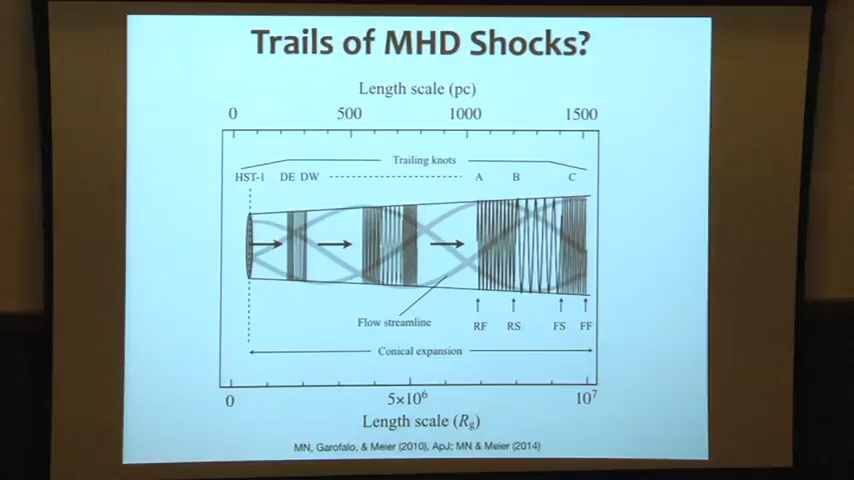 Trails of MHD Shocks?
Length scale (pc)
0 500 1000 1500
Trailing knots
HST-1 DE DW A B C
Flow streamline
RF RS FS FF
Conical expansion
0 5×10⁶ 10⁷
Length scale (Rg)
MN, Garofalo, & Meier (2010), ApJ; MN & Meier (2014)